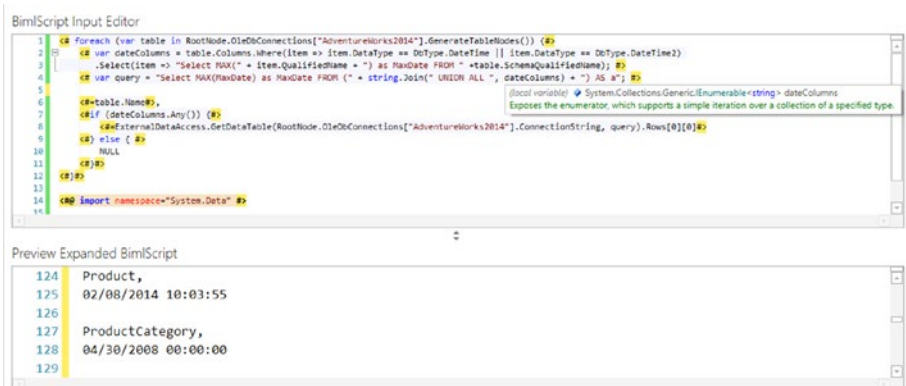 BimlScript Input Editor
1 <# foreach (var table in RootNode.OleDbConnections["AdventureWorks2014"].GenerateTableNodes()) {#>
2 <# var dateColumns = table.Columns.Where(item => item.DataType == DbType.DateTime || item.DataType == DbType.DateTime2)
3 .Select(item => "Select MAX(" + item.QualifiedName + ") as MaxDate FROM " +table.SchemaQualifiedName); #>
4 <# var query = "Select MAX(MaxDate) as MaxDate FROM (" + string.Join(" UNION ALL ", dateColumns) + ") AS a"; #>
5
(local variable) System.Collections.Generic.IEnumerable<string> dateColumns
Exposes the enumerator, which supports a simple iteration over a collection of a specified type.
6 <#=table.Name#>,
7 <#if (dateColumns.Any()) {#>
8 <#=ExternalDataAccess.GetDataTable(RootNode.OleDbConnections["AdventureWorks2014"].ConnectionString, query).Rows[0][0]#>
9 <#} else { #>
10 NULL
11 <#}#>
12 <#}#>
13
14 <#@ import namespace="System.Data" #>
15
Preview Expanded BimlScript
124 Product,
125 02/08/2014 10:03:55
126
127 ProductCategory,
128 04/30/2008 00:00:00
129